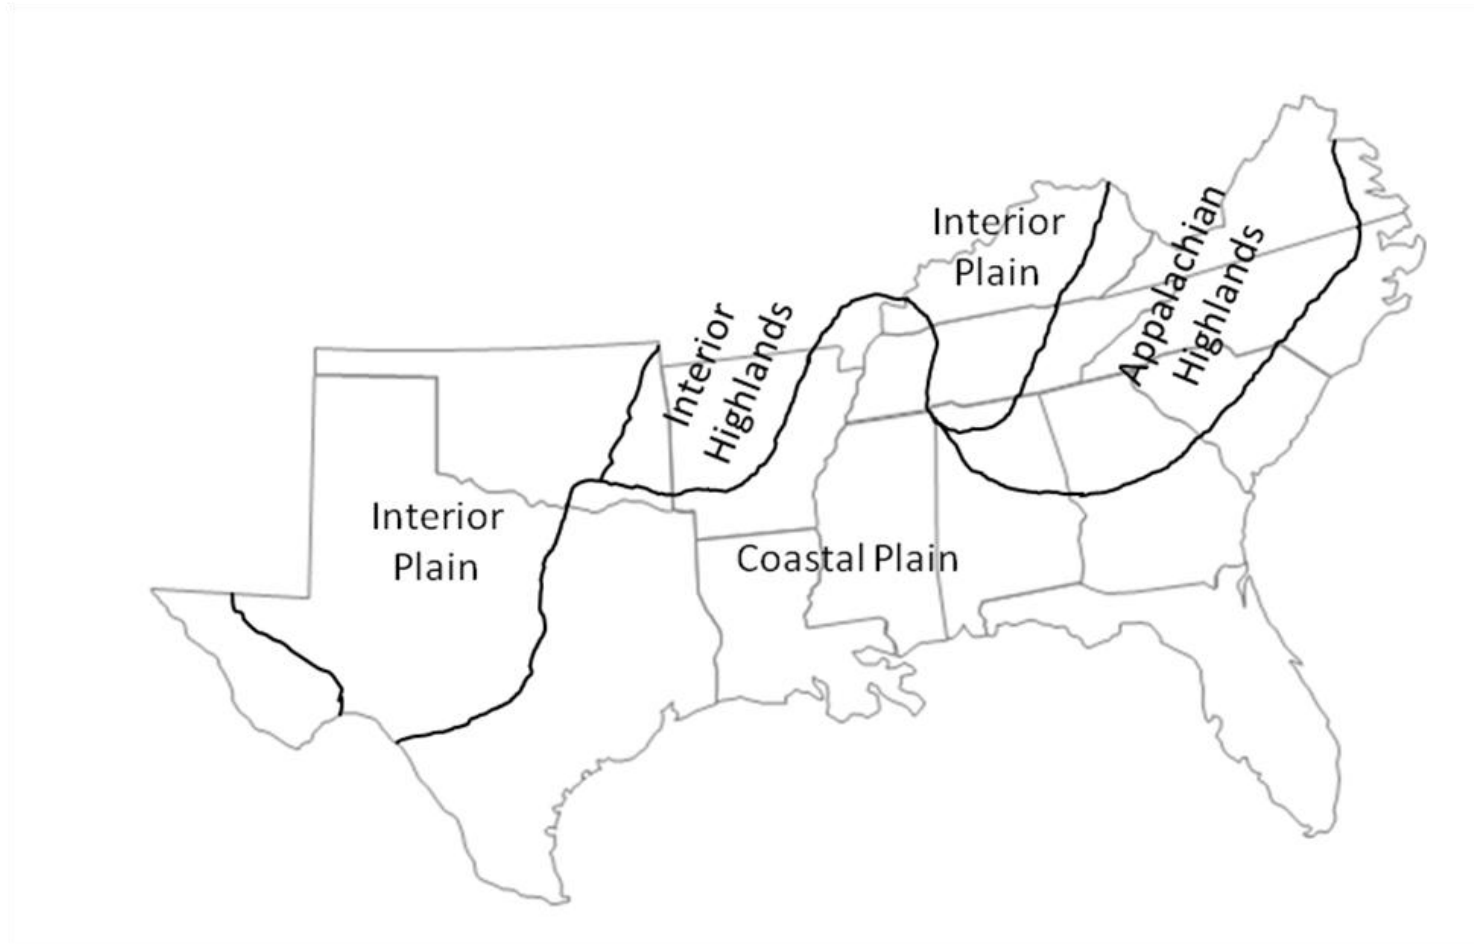 Interior
Plain
Appalachian
Highlands
Interior
Highlands
Interior
Plain
Coastal Plain